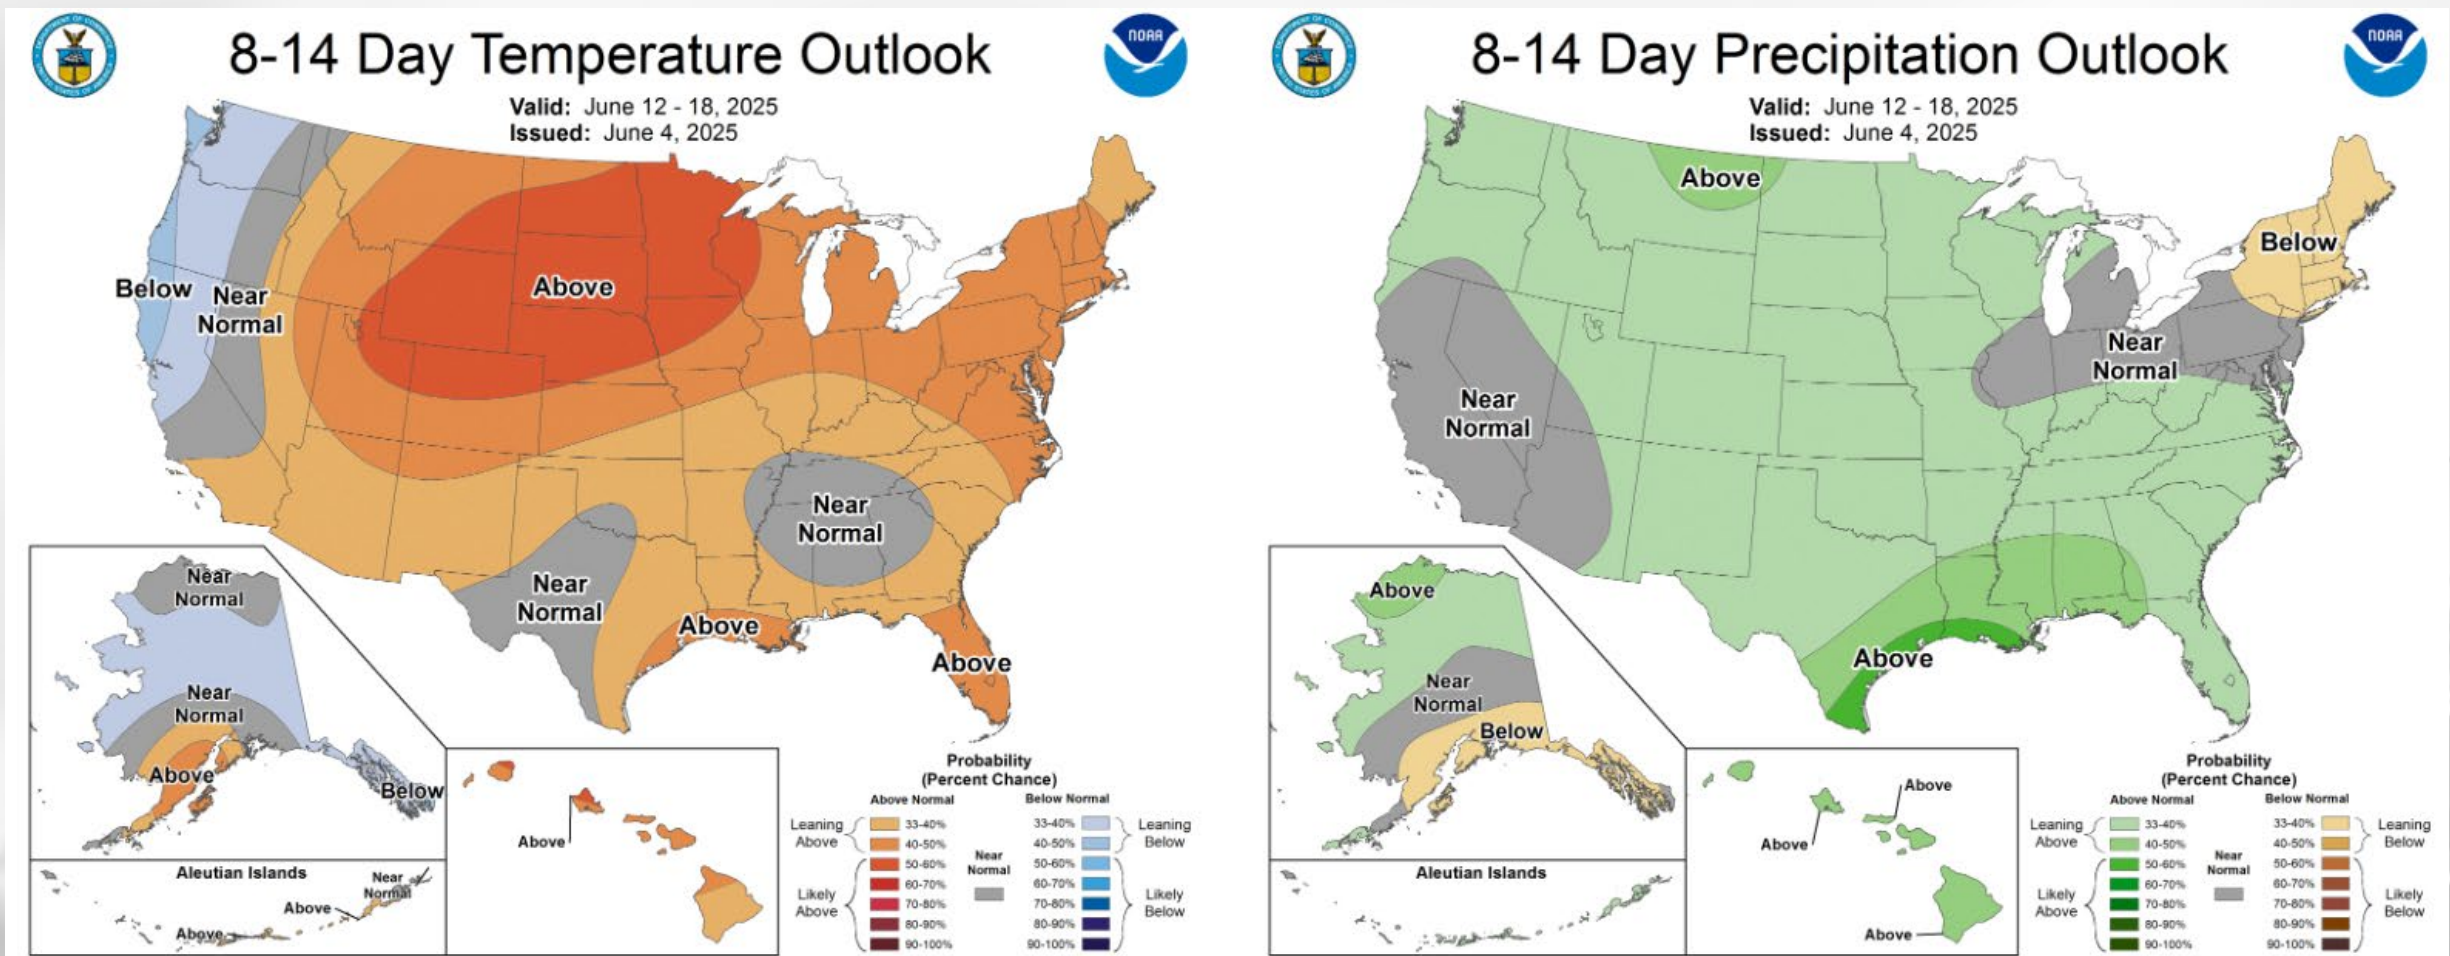 8-14 Day Temperature Outlook
Valid: June 12 - 18, 2025
Issued: June 4, 2025
NOAA
Below
Near
Normal
Above
Near
Normal
Near
Normal
Above
Above
Near
Normal
Near
Normal
Above
Below
Aleutian Islands
Near
Normal
Above
Above
Above
Probability
(Percent Chance)
Above Normal
Below Normal
Leaning
Above
33-40%
40-50%
Likely
Above
50-60%
60-70%
70-80%
80-90%
90-100%
Near
Normal
33-40%
40-50%
Leaning
Below
50-60%
60-70%
70-80%
80-90%
90-100%
Likely
Below
8-14 Day Precipitation Outlook
Valid: June 12 - 18, 2025
Issued: June 4, 2025
NOAA
Above
Below
Near
Normal
Near
Normal
Above
Above
Near
Normal
Below
Aleutian Islands
Above
Above
Above
Probability
(Percent Chance)
Above Normal
Below Normal
Leaning
Above
33-40%
40-50%
Likely
Above
50-60%
60-70%
70-80%
80-90%
90-100%
Near
Normal
33-40%
40-50%
Leaning
Below
50-60%
60-70%
70-80%
80-90%
90-100%
Likely
Below